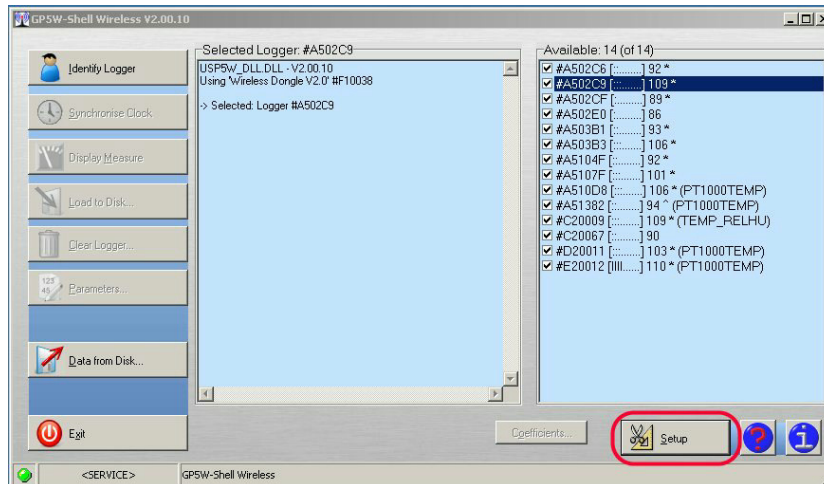 GP5W-Shell Wireless V2.00.10
Identify Logger
Synchronise Clock
Display Measure
Load to Disk...
Clear Logger...
123
45
Parameters...
Data from Disk...
Exit
Selected Logger: #A502C9
USP5W_DLL.DLL - V2.00.10
Using 'Wireless Dongle V2.0' #F10038
-> Selected: Logger #A502C9
Available: 14 (of 14)
#A502C6 [::........] 92 *
#A502C9 [:::.......] 109 *
#A502CF [::........] 89 *
#A502E0 [::........] 86
#A503B1 [::........] 93 *
#A503B3 [:::.......] 106 *
#A5104F [::........] 92 *
#A5107F [:::.......] 101 *
#A510D8 [:::.......] 106 * (PT1000TEMP)
#A51382 [::........] 94 ^ (PT1000TEMP)
#C20009 [:::.......] 109 * (TEMP_RELHU)
#C20067 [::........] 90
#D20011 [:::.......] 103 * (PT1000TEMP)
#E20012 [||||......] 110 * (PT1000TEMP)
Coefficients...
Setup
?
i
<SERVICE>
GP5W-Shell Wireless